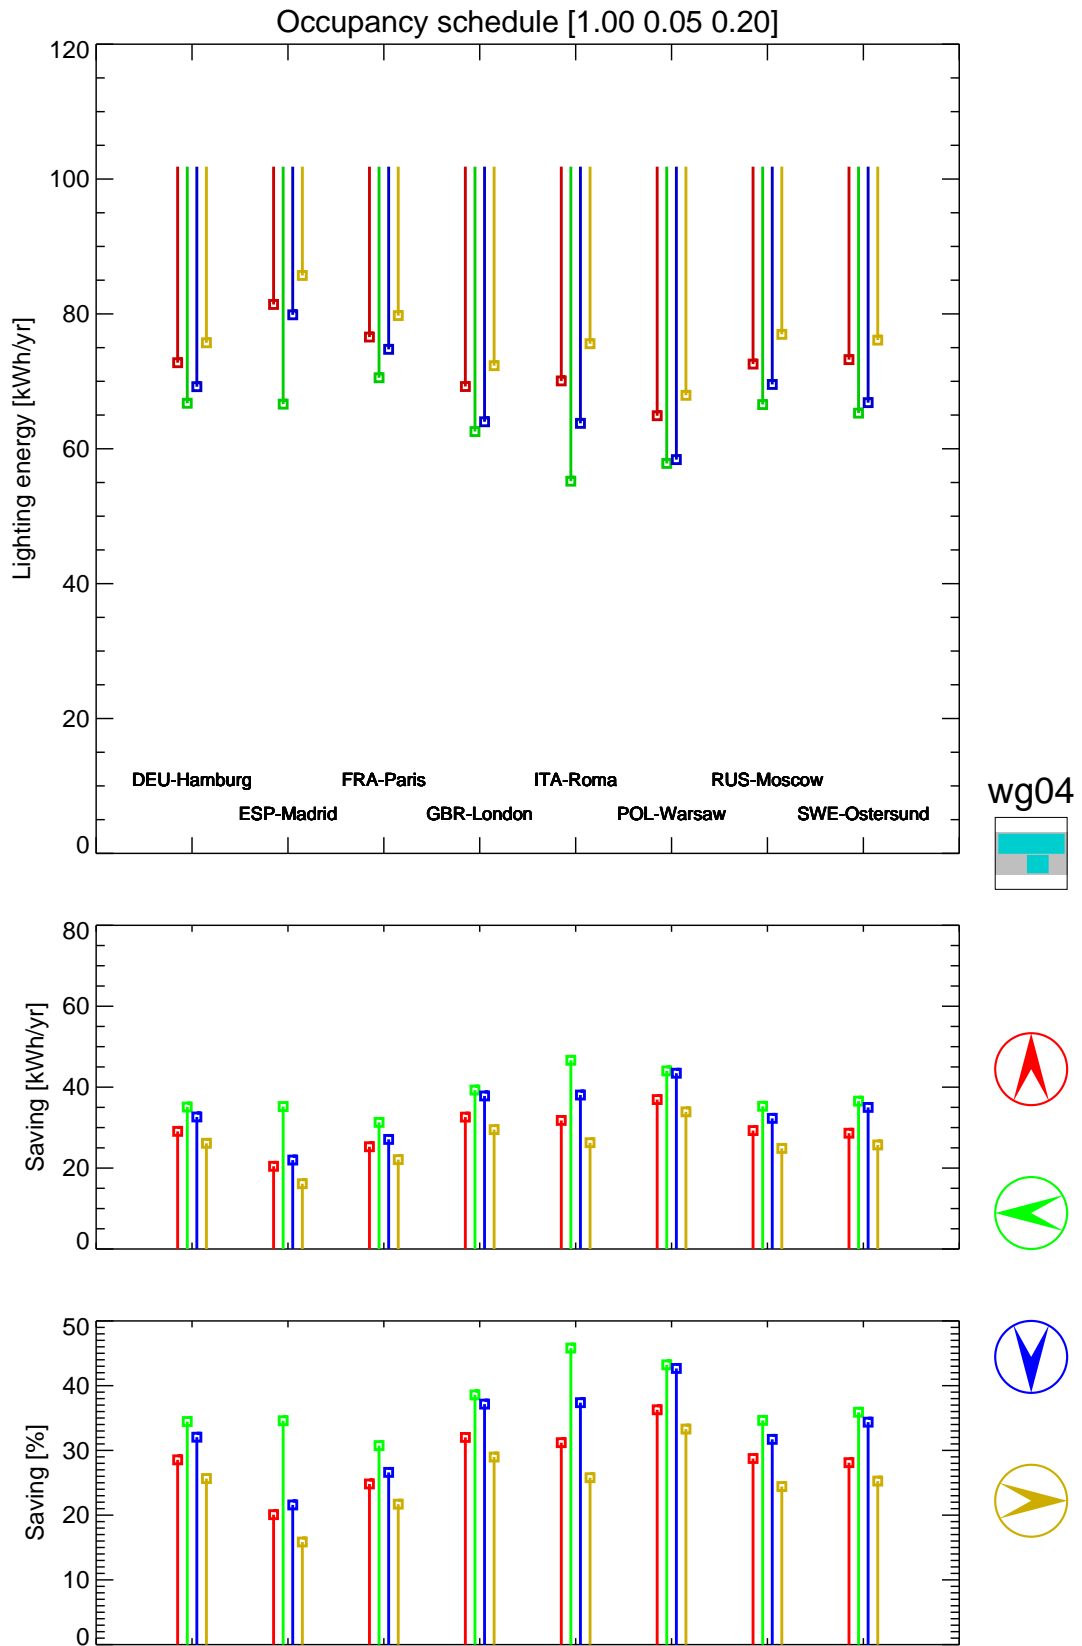 Occupancy schedule [1.00 0.05 0.20]
120
100
80
60
40
20
0
Lighting energy [kWh/yr]
DEU-Hamburg FRA-Paris ITA-Roma RUS-Moscow
ESP-Madrid GBR-London POL-Warsaw SWE-Ostersund
wg04
80
60
40
20
0
Saving [kWh/yr]
50
40
30
20
10
0
Saving [%]